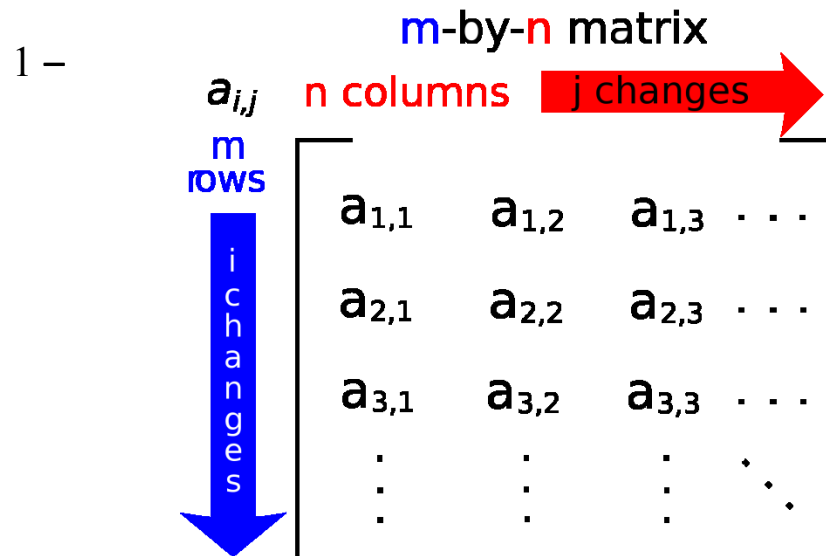 m-by-n matrix
1 –
a_{i,j} n columns j changes
m
rows
i changes
a_{1,1} a_{1,2} a_{1,3} . . .
a_{2,1} a_{2,2} a_{2,3} . . .
a_{3,1} a_{3,2} a_{3,3} . . .